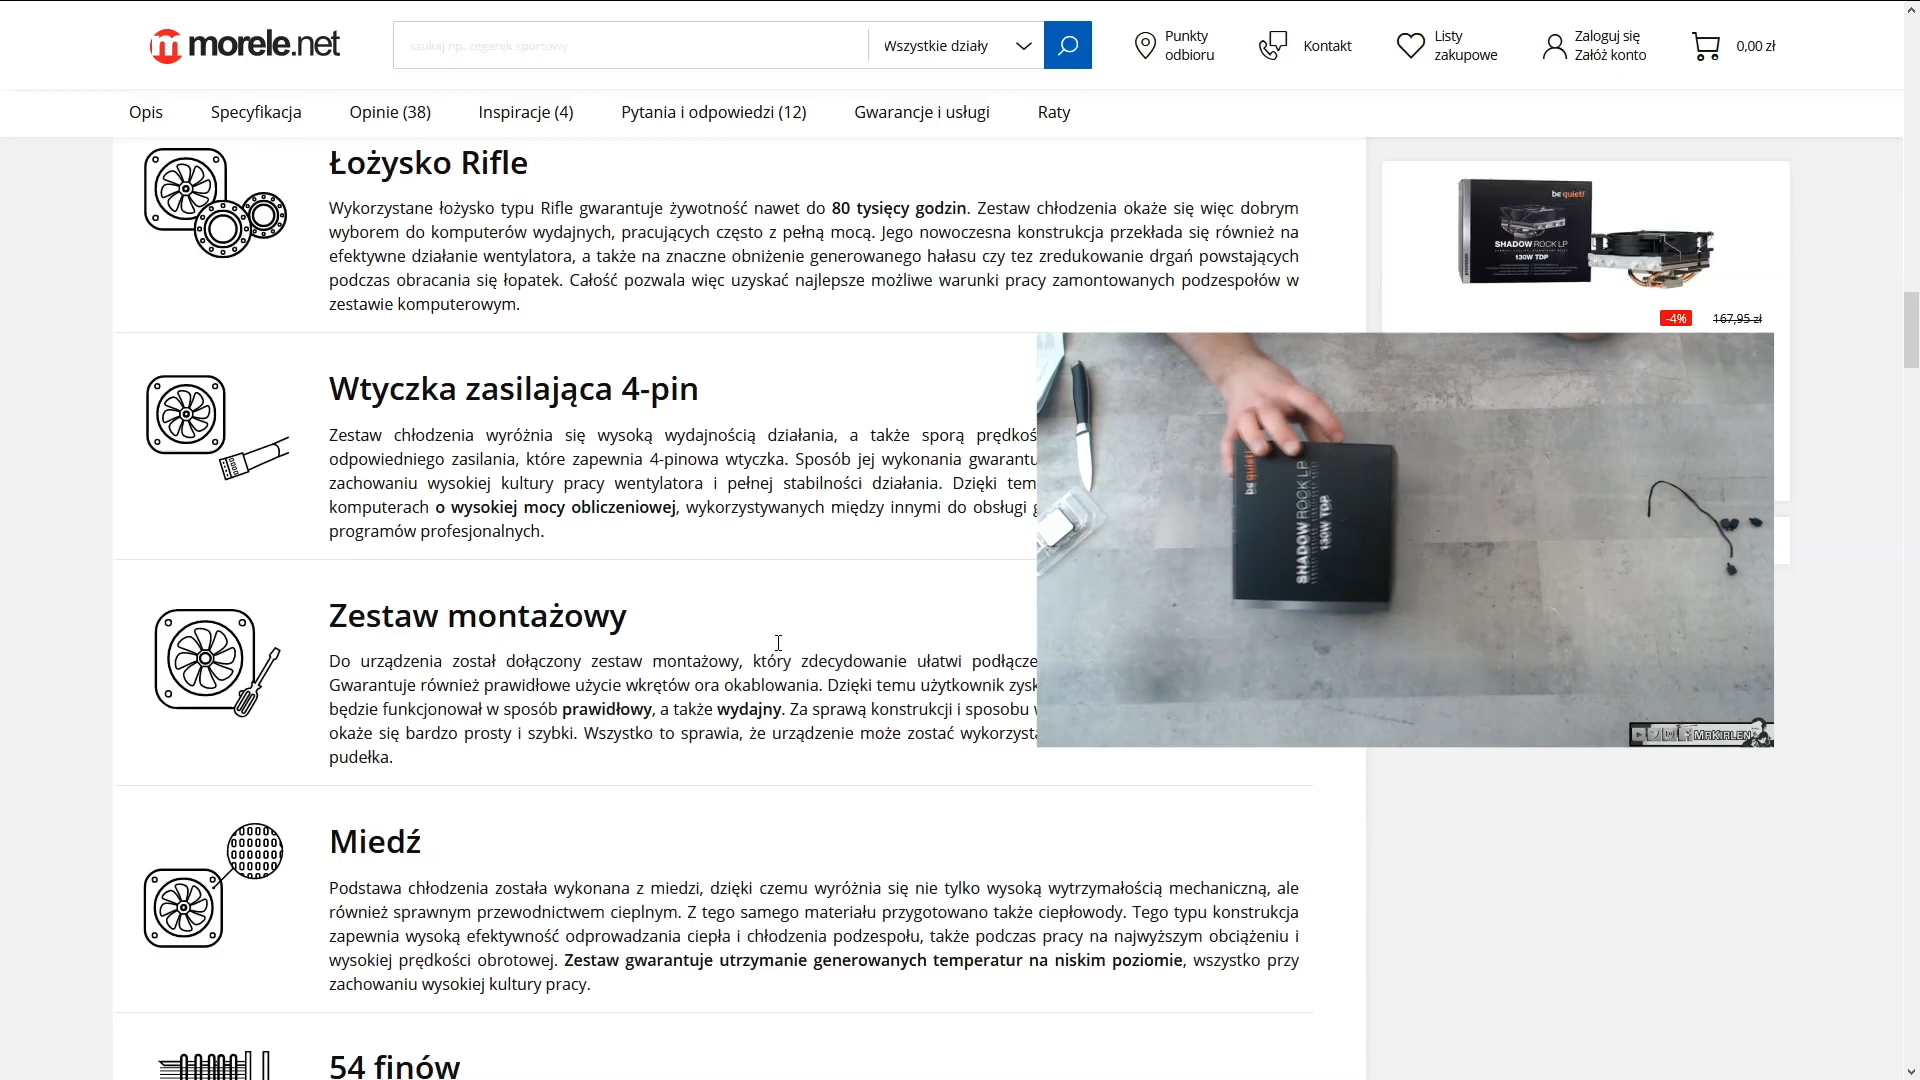 morele.net
szukaj np. zegarek sportowy
Wszystkie działy
Punkty
odbioru
Kontakt
Listy
zakupowe
Zaloguj się
Załóż konto
0,00 zł
Opis
Specyfikacja
Opinie (38)
Inspiracje (4)
Pytania i odpowiedzi (12)
Gwarancje i usługi
Raty
Łożysko Rifle
Wykorzystane łożysko typu Rifle gwarantuje żywotność nawet do 80 tysięcy godzin. Zestaw chłodzenia okaże się więc dobrym
wyborem do komputerów wydajnych, pracujących często z pełną mocą. Jego nowoczesna konstrukcja przekłada się również na
efektywne działanie wentylatora, a także na znaczne obniżenie generowanego hałasu czy tez zredukowanie drgań powstających
podczas obracania się łopatek. Całość pozwala więc uzyskać najlepsze możliwe warunki pracy zamontowanych podzespołów w
zestawie komputerowym.
be quiet!
SHADOW ROCK LP
130W TDP
-4%
167,95 zł
Wtyczka zasilająca 4-pin
Zestaw chłodzenia wyróżnia się wysoką wydajnością działania, a także sporą prędkoś
odpowiedniego zasilania, które zapewnia 4-pinowa wtyczka. Sposób jej wykonania gwarantu
zachowaniu wysokiej kultury pracy wentylatora i pełnej stabilności działania. Dzięki tem
komputerach o wysokiej mocy obliczeniowej, wykorzystywanych między innymi do obsługi g
programów profesjonalnych.
be quiet!
SHADOW ROCK LP
130W TDP
MRKIRLEN
Zestaw montażowy
Do urządzenia został dołączony zestaw montażowy, który zdecydowanie ułatwi podłącze
Gwarantuje również prawidłowe użycie wkrętów ora okablowania. Dzięki temu użytkownik zysk
będzie funkcjonował w sposób prawidłowy, a także wydajny. Za sprawą konstrukcji i sposobu
okaże się bardzo prosty i szybki. Wszystko to sprawia, że urządzenie może zostać wykorzysta
pudełka.
Miedź
Podstawa chłodzenia została wykonana z miedzi, dzięki czemu wyróżnia się nie tylko wysoką wytrzymałością mechaniczną, ale
również sprawnym przewodnictwem cieplnym. Z tego samego materiału przygotowano także ciepłowody. Tego typu konstrukcja
zapewnia wysoką efektywność odprowadzania ciepła i chłodzenia podzespołu, także podczas pracy na najwyższym obciążeniu i
wysokiej prędkości obrotowej. Zestaw gwarantuje utrzymanie generowanych temperatur na niskim poziomie, wszystko przy
zachowaniu wysokiej kultury pracy.
54 finów